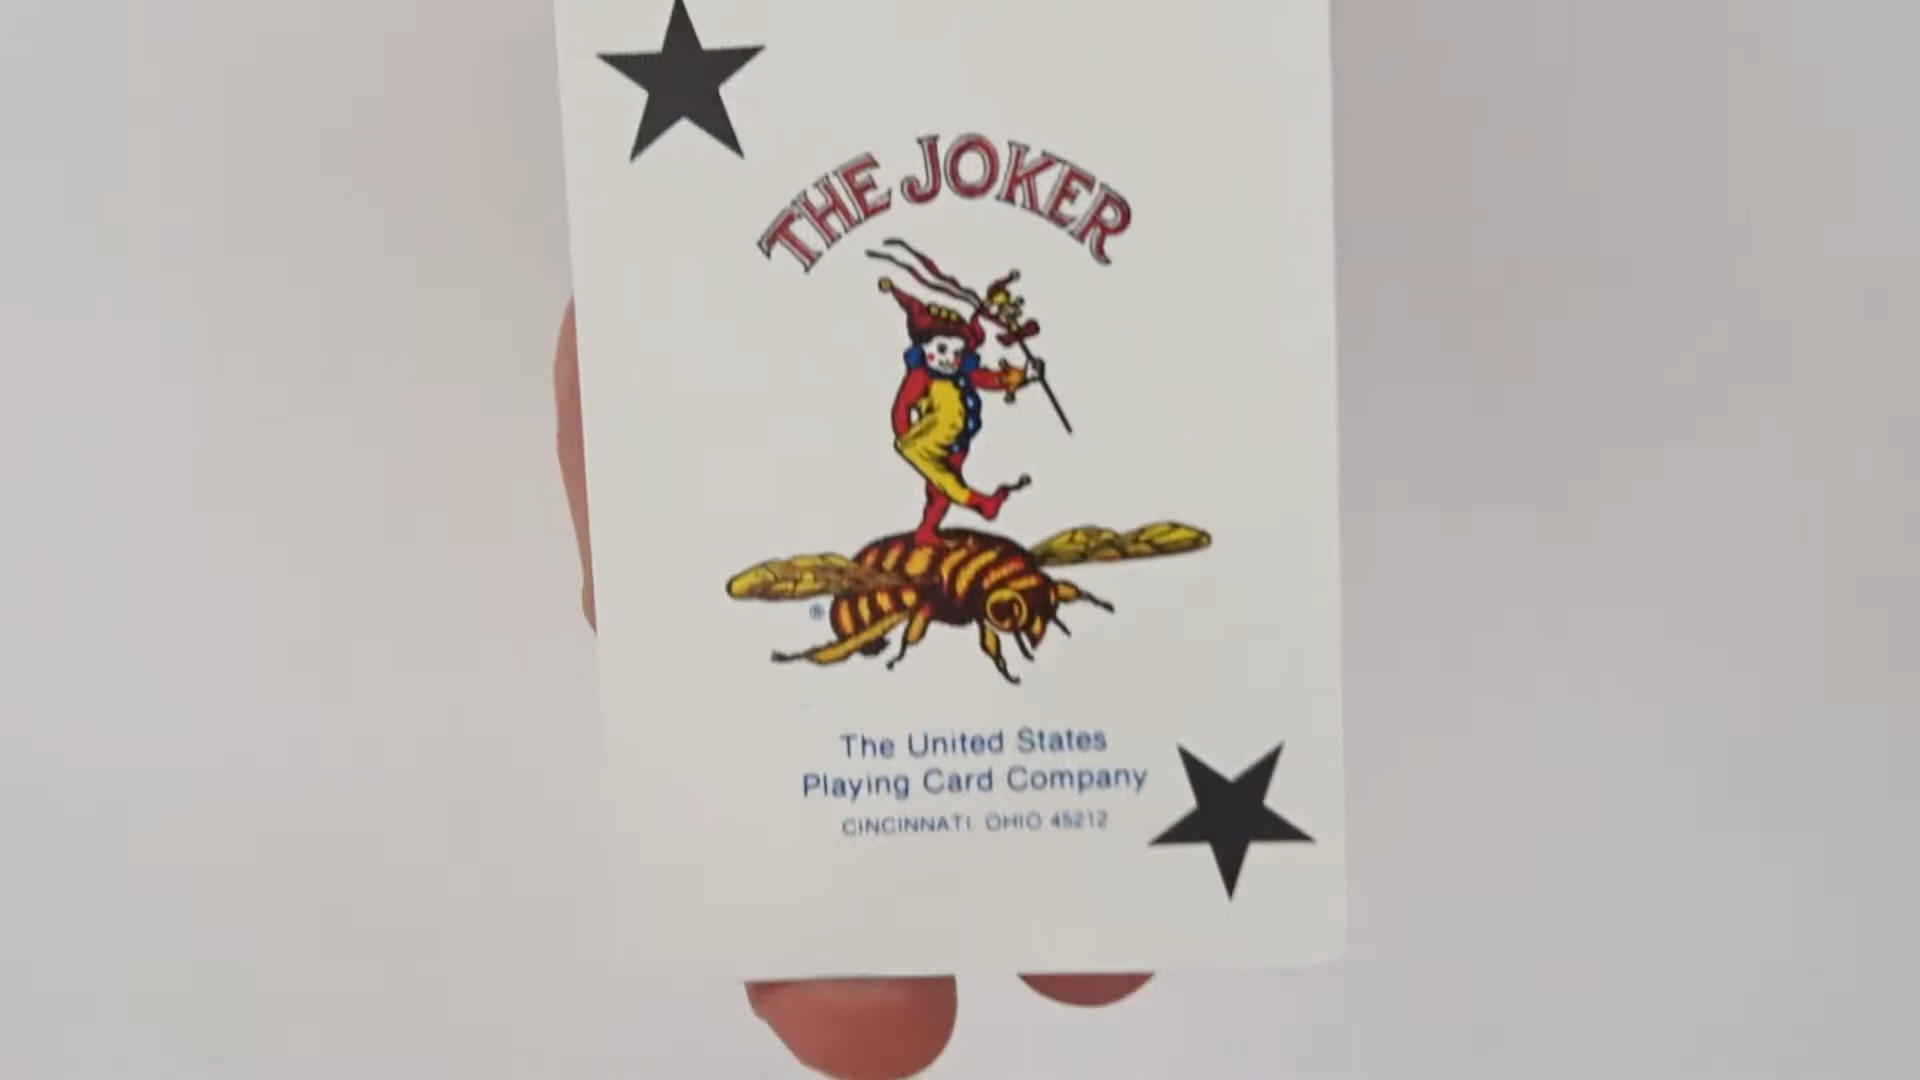 THE JOKER
®
The United States
Playing Card Company
CINCINNATI, OHIO 45212